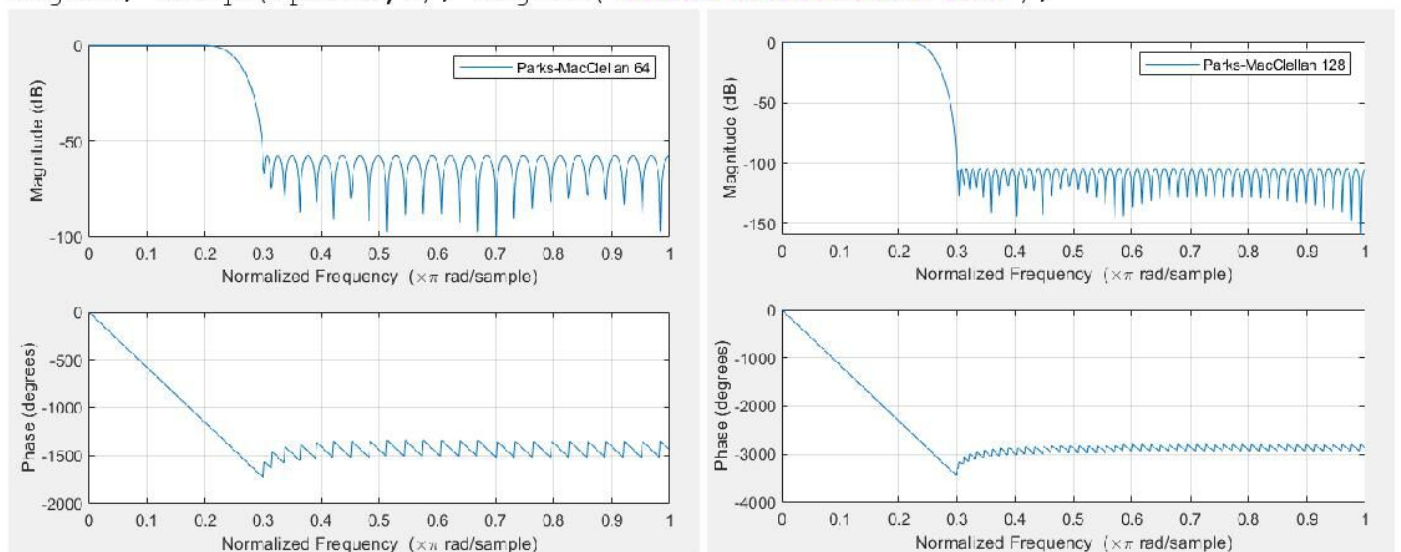 0
-50
-100
Magnitude (dB)
Parks-MacClellan 64
0 0.1 0.2 0.3 0.4 0.5 0.6 0.7 0.8 0.9 1
Normalized Frequency (×π rad/sample)
0
-500
-1000
-1500
-2000
Phase (degrees)
0 0.1 0.2 0.3 0.4 0.5 0.6 0.7 0.8 0.9 1
Normalized Frequency (×π rad/sample)
0
-50
-100
-150
Magnitude (dB)
Parks-MacClellan 128
0 0.1 0.2 0.3 0.4 0.5 0.6 0.7 0.8 0.9 1
Normalized Frequency (×π rad/sample)
0
-1000
-2000
-3000
-4000
Phase (degrees)
0 0.1 0.2 0.3 0.4 0.5 0.6 0.7 0.8 0.9 1
Normalized Frequency (×π rad/sample)